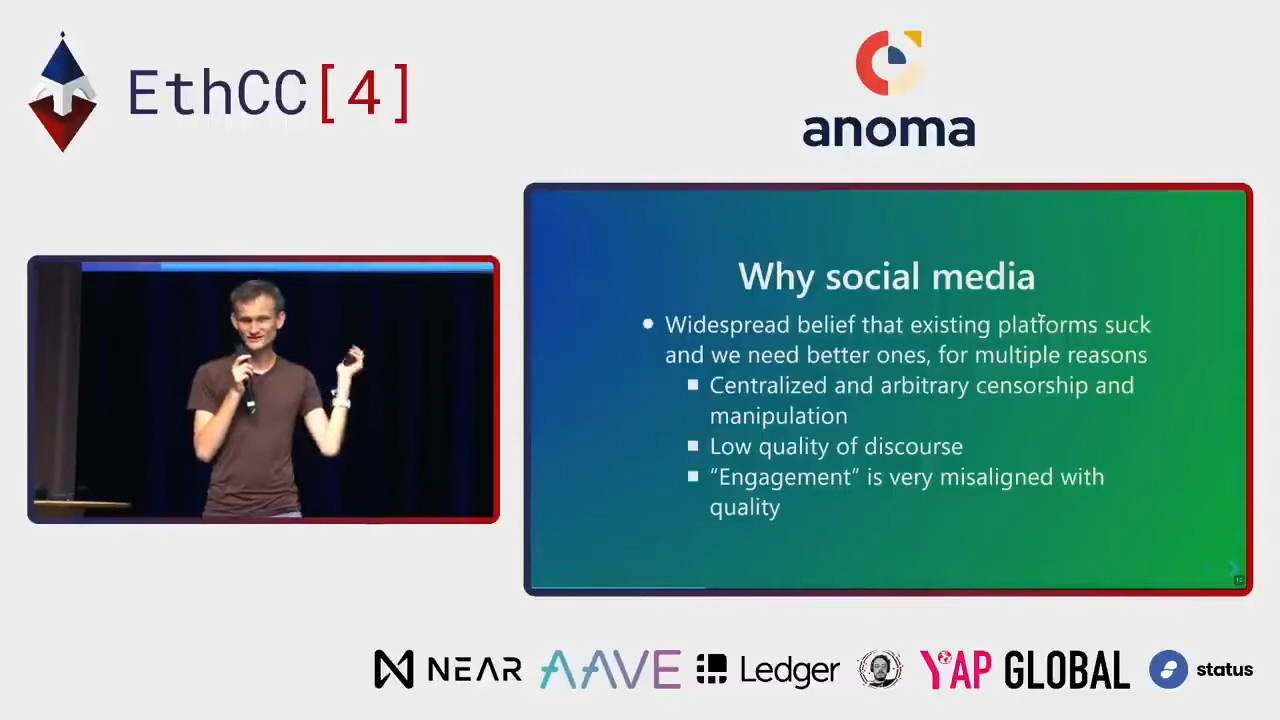 EthCC[4]
anoma
Why social media
• Widespread belief that existing platforms suck
and we need better ones, for multiple reasons
▪ Centralized and arbitrary censorship and
manipulation
▪ Low quality of discourse
▪ “Engagement” is very misaligned with
quality
NEAR
AAVE
Ledger
YAP GLOBAL
status